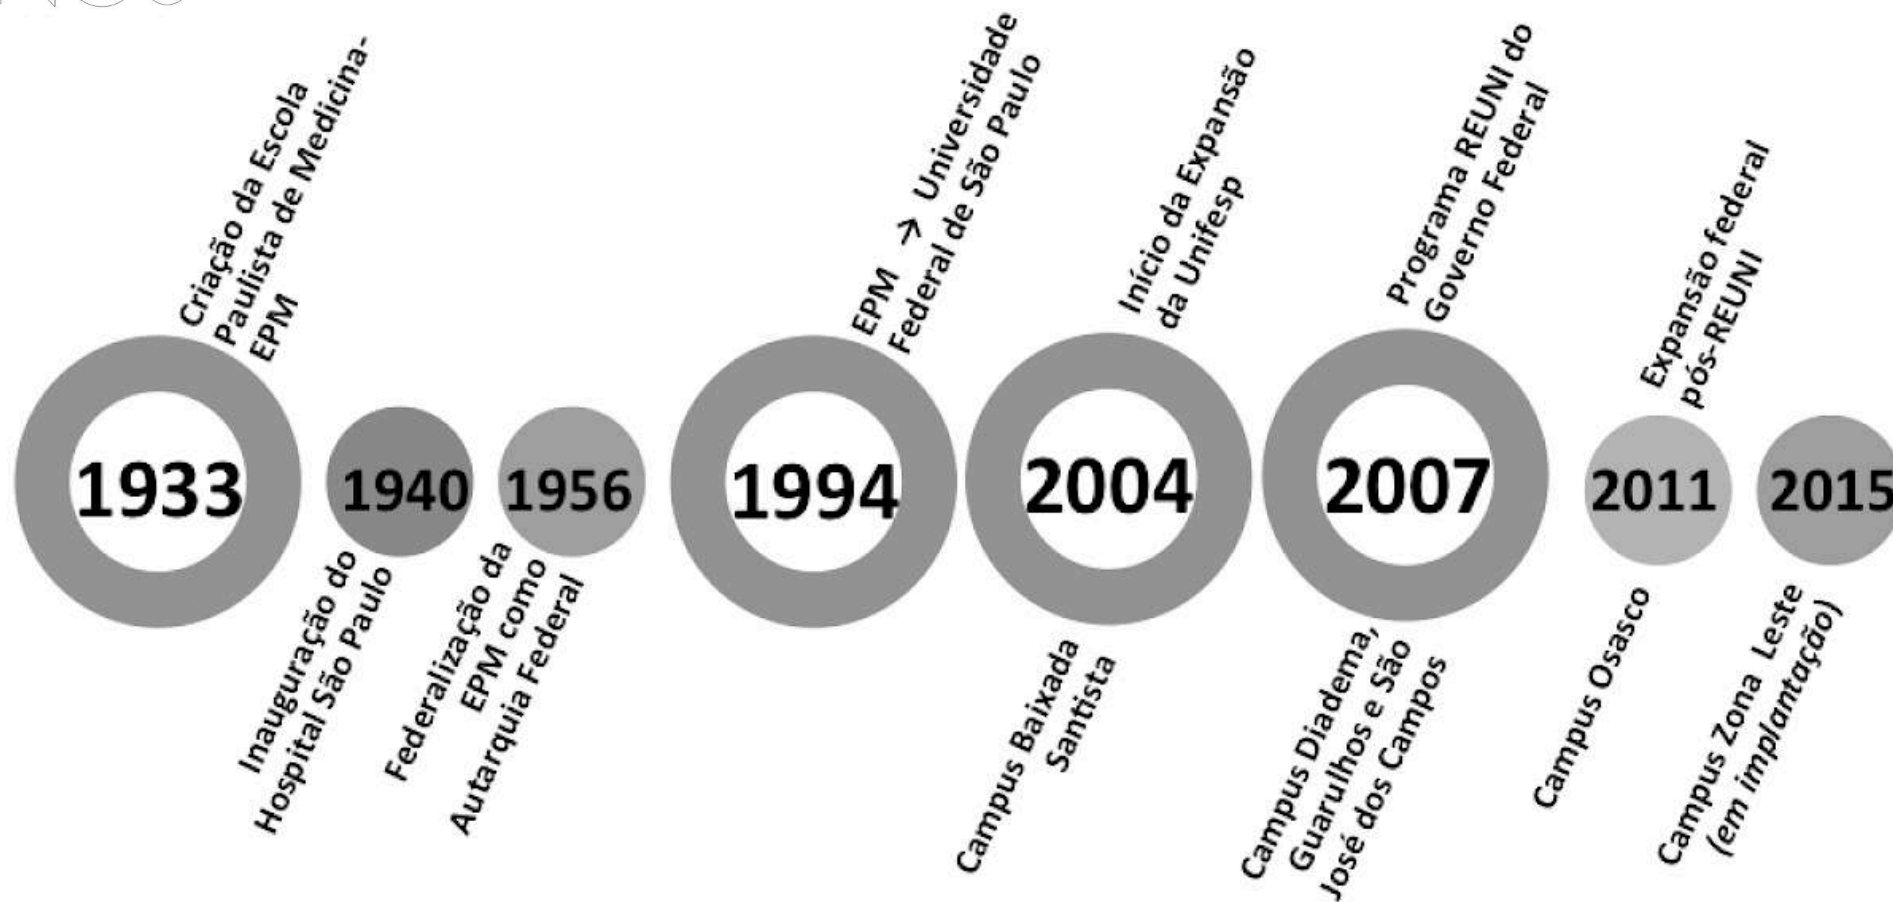 Criação da Escola
Paulista de Medicina-
EPM
1933
1940
Inauguração do
Hospital São Paulo
1956
Federalização da
EPM como
Autarquia Federal
EPM → Universidade
Federal de São Paulo
1994
Início da Expansão
da Unifesp
2004
Campus Baixada
Santista
Programa REUNI do
Governo Federal
2007
Campus Diadema,
Guarulhos e São
José dos Campos
Expansão federal
pós-REUNI
2011
Campus Osasco
2015
Campus Zona Leste
(em implantação)